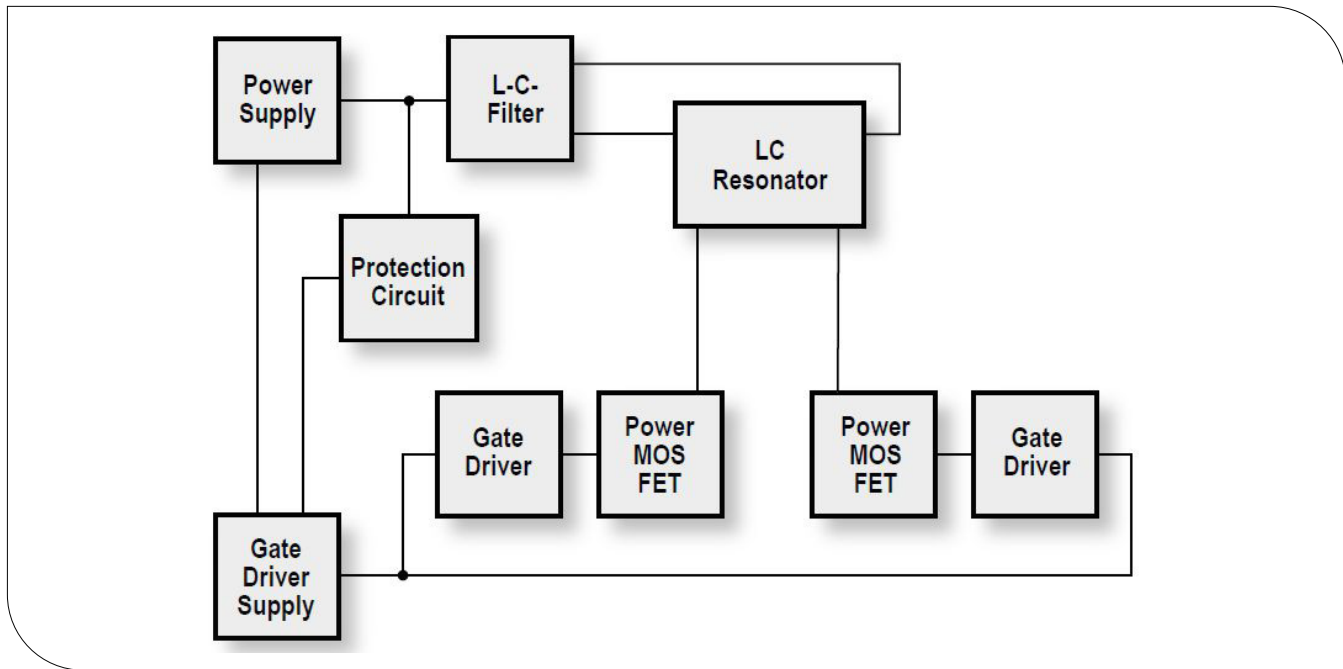 Power
Supply
L-C-
Filter
LC
Resonator
Protection
Circuit
Gate
Driver
Power
MOS
FET
Power
MOS
FET
Gate
Driver
Gate
Driver
Supply